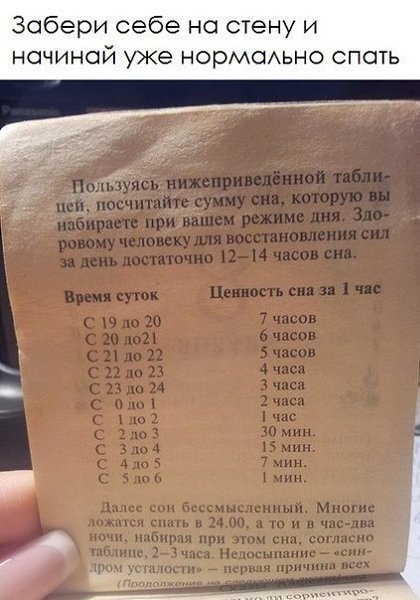 Забери себе на стену и
начинай уже нормально спать
Пользуясь нижеприведённой табли-
цей, посчитайте сумму сна, которую вы
набираете при вашем режиме дня. Здо-
ровому человеку для восстановления сил
за день достаточно 12–14 часов сна.
Время суток Ценность сна за 1 час
С 19 до 20 7 часов
С 20 до21 6 часов
С 21 до 22 5 часов
С 22 до 23 4 часа
С 23 до 24 3 часа
С 0 до 1 2 часа
С 1 до 2 1 час
С 2 до 3 30 мин.
С 3 до 4 15 мин.
С 4 до 5 7 мин.
С 5 до 6 1 мин.
Далее сон бессмысленный. Многие
ложатся спать в 24.00, а то и в час-два
ночи, набирая при этом сна, согласно
таблице, 2–3 часа. Недосыпание – «син-
дром усталости» – первая причина всех
(Продолжение на следующем
сориентиро-